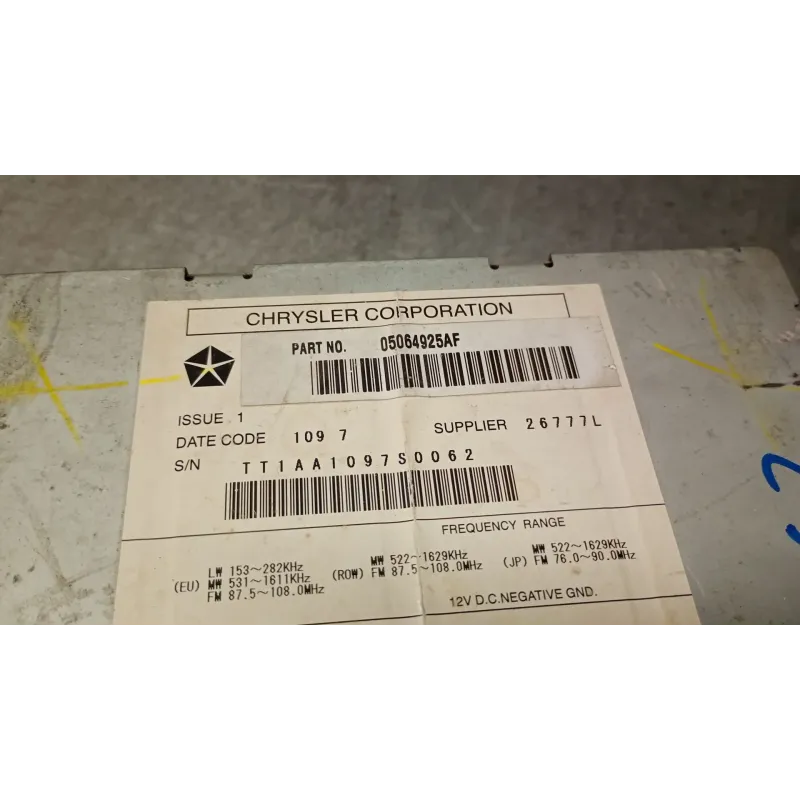 CHRYSLER CORPORATION
PART NO. 05064925AF
ISSUE 1
DATE CODE 109 7 SUPPLIER 26777L
S/N TT1AA1097S0062
FREQUENCY RANGE
(EU) LW 153~282KHz
MW 531~1611KHz
FM 87.5~108.0MHz
(ROW) MW 522~1629KHz
FM 87.5~108.0MHz
(JP) MW 522~1629KHz
FM 76.0~90.0MHz
12V D.C.NEGATIVE GND.